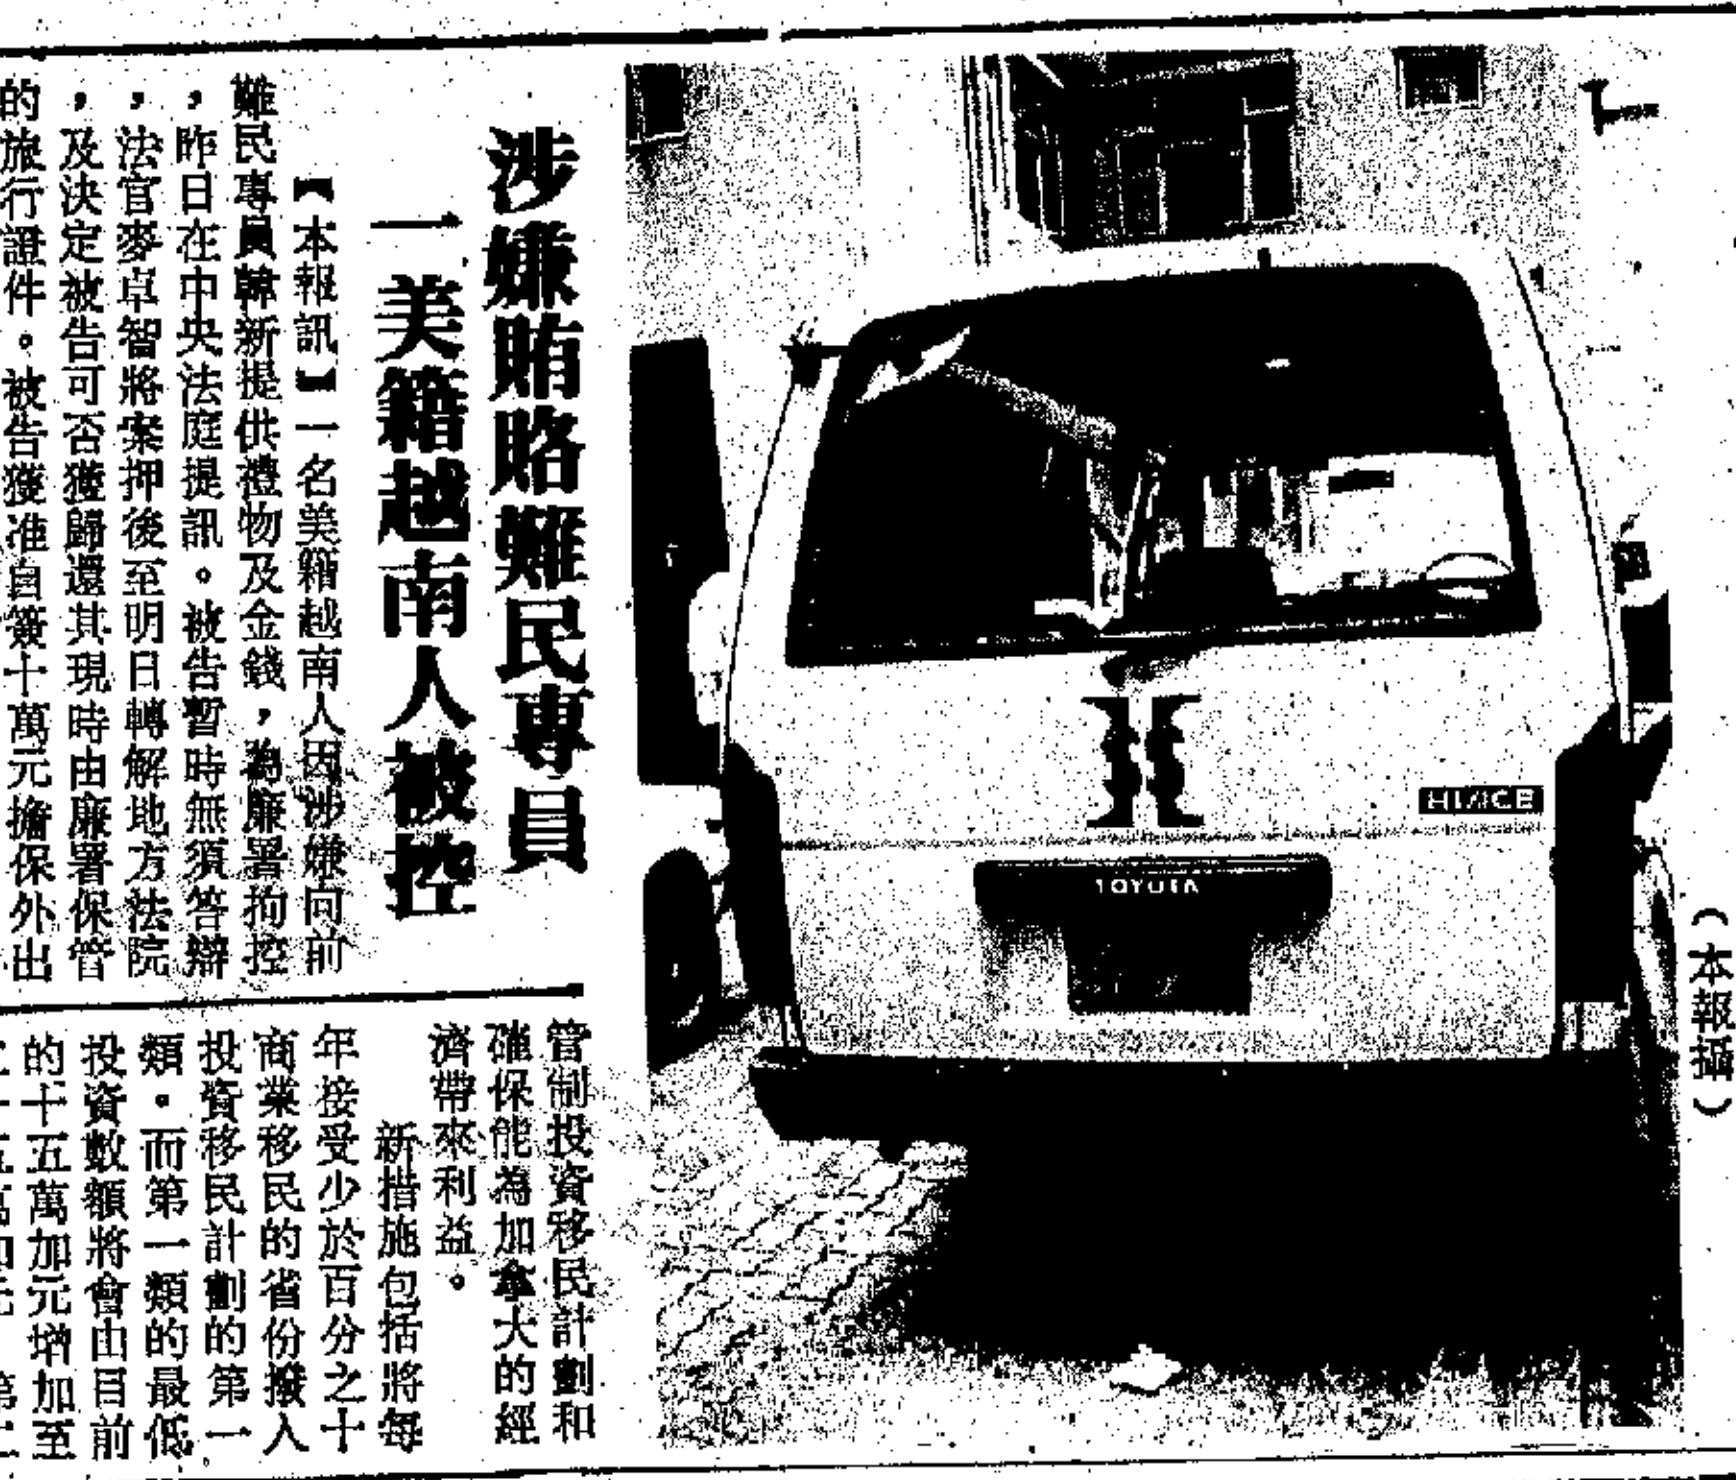 （本報攝）
HIACE
TOYOTA
涉嫌賄賂難民專員
一美籍越南人被控
【本報訊】一名美籍越南人因涉嫌向前
難民專員韓新提供禮物及金錢，為廉署拘控
，昨日在中央法庭提訊。被告暫時無須答辯
，法官麥卓智將案押後至明日轉解地方法院
，及決定被告可否獲歸還其現時由廉署保管
的旅行證件。被告獲准自簽十萬元擔保外出
管制投資移民計劃和
確保能為加拿大的經
濟帶來利益。
新措施包括將每
年接受少於百分之十
商業移民的省份撥入
投資移民計劃的第一
類。而第一類的最低
投資數額將會由目前
的十五萬加元增加至